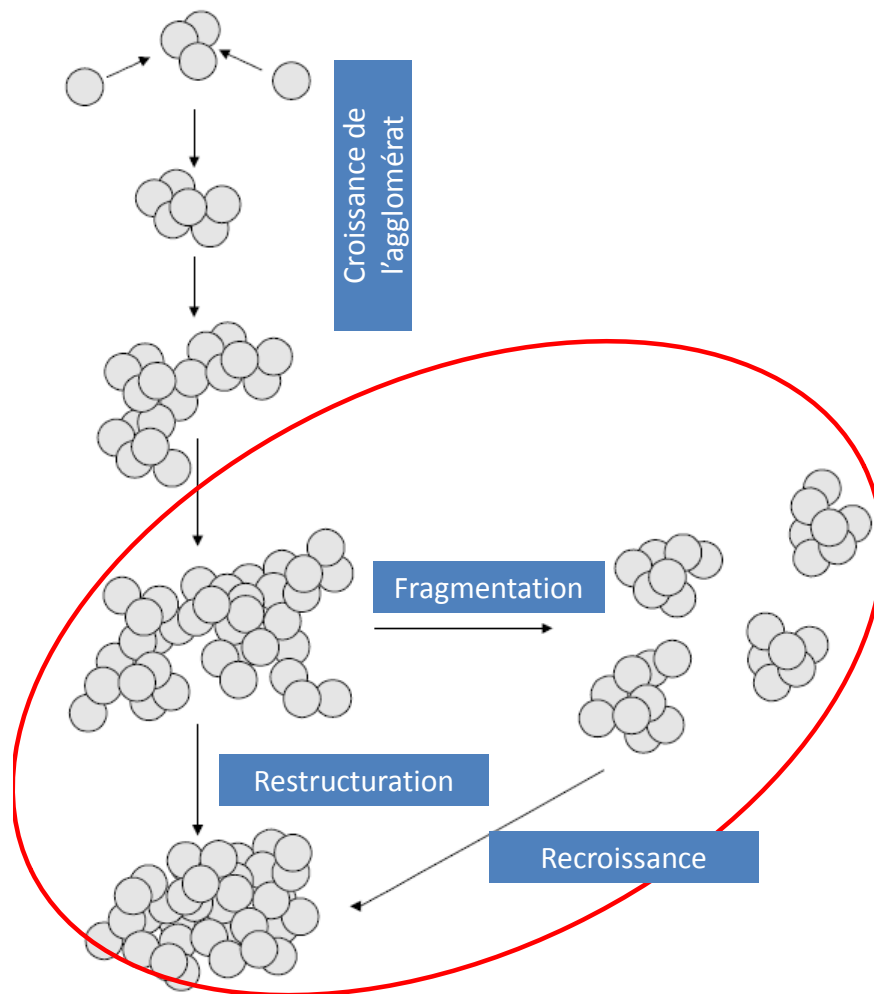 Croissance de
l'agglomérat
Fragmentation
Restructuration
Recroissance